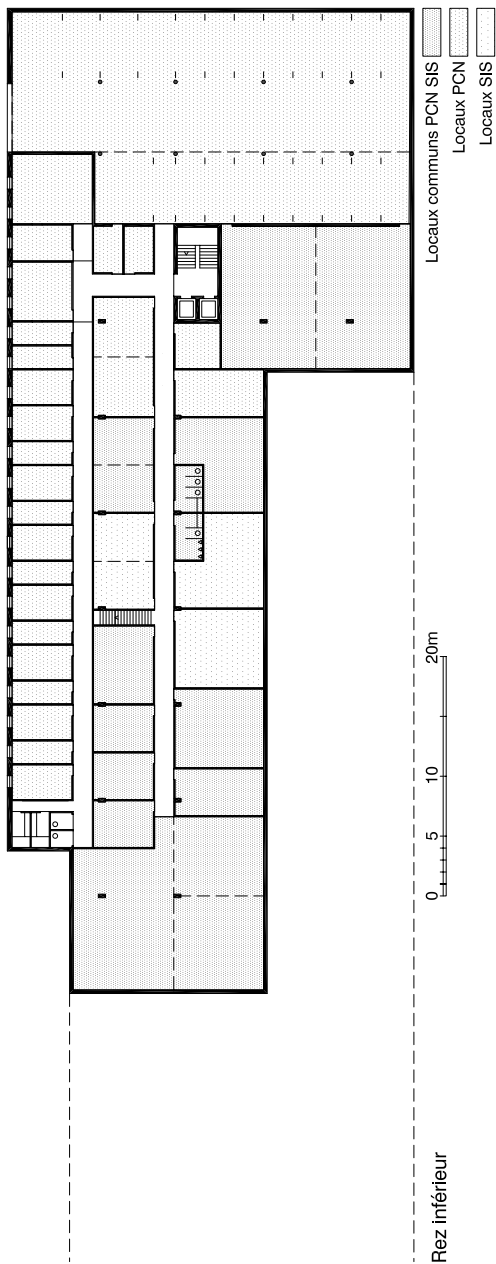 Locaux communs PCN SIS
Locaux PCN
Locaux SIS
0 5 10 20m
Rez inférieur